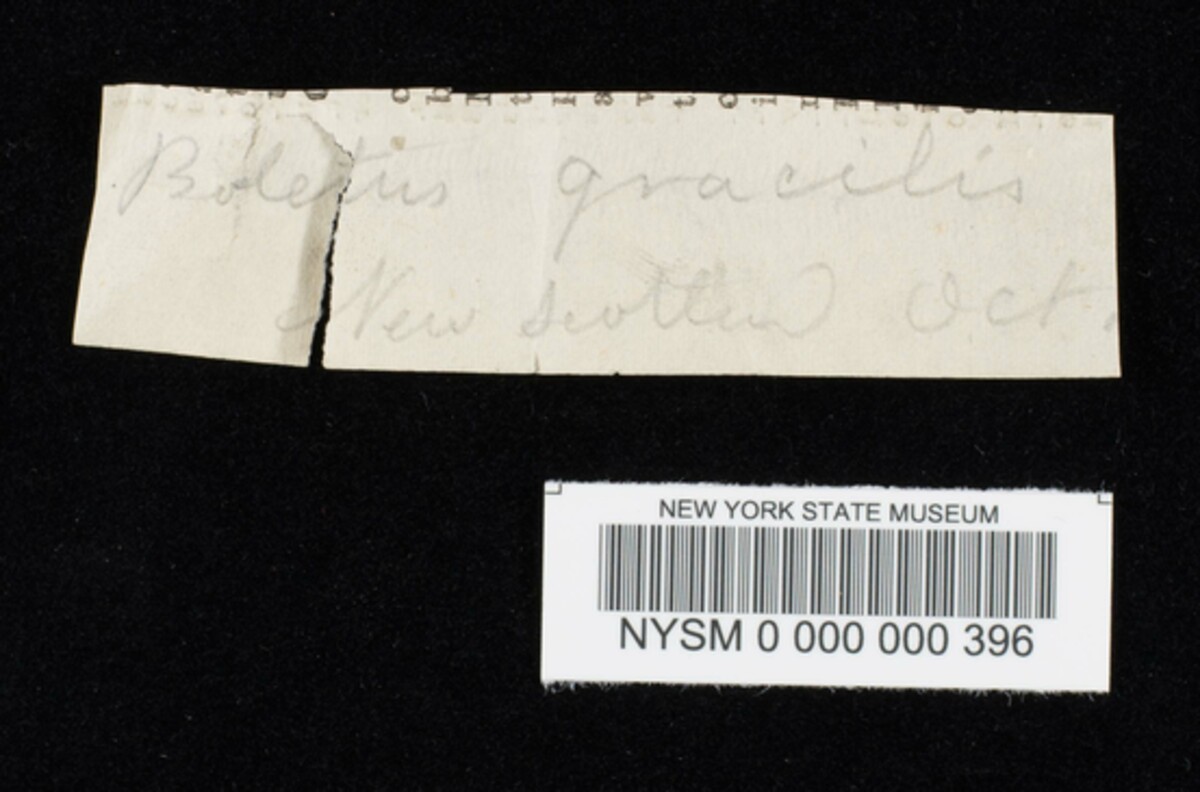 Boletus gracilis
New Scotland Oct.
NEW YORK STATE MUSEUM
NYSM 0 000 000 396